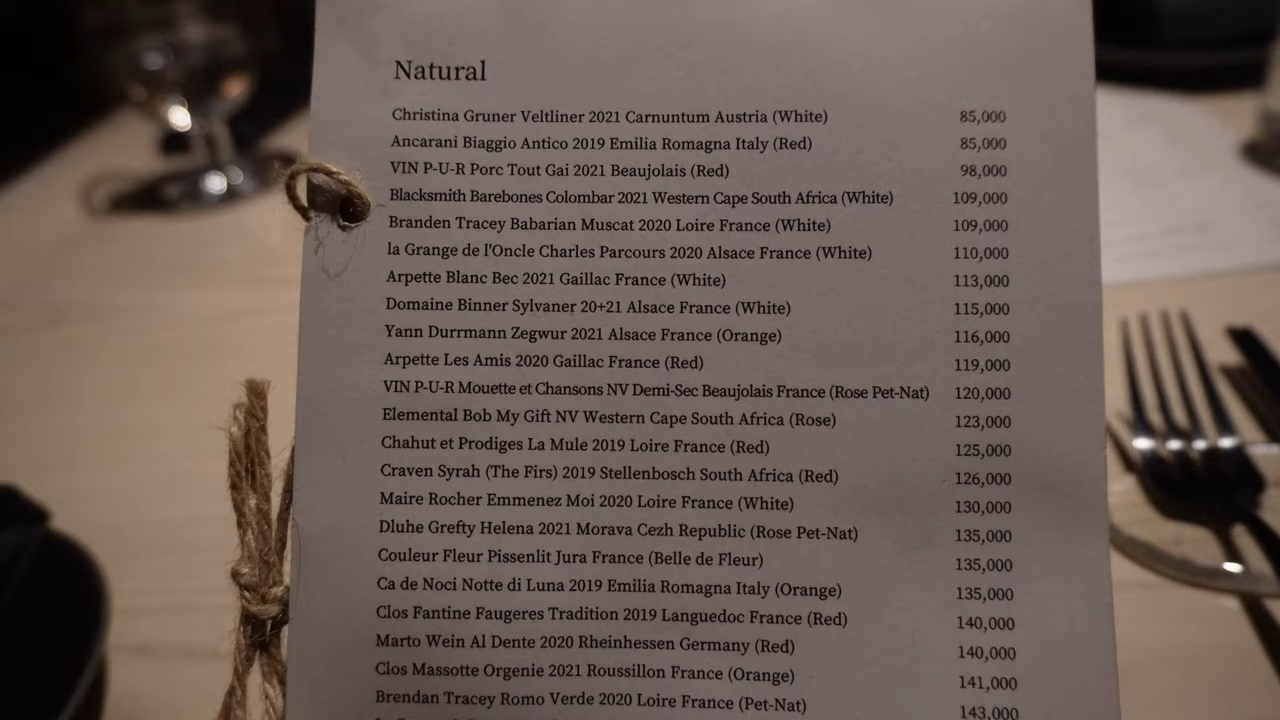 Natural
Christina Gruner Veltliner 2021 Carnuntum Austria (White) 85,000
Ancarani Biaggio Antico 2019 Emilia Romagna Italy (Red) 85,000
VIN P-U-R Porc Tout Gai 2021 Beaujolais (Red) 98,000
Blacksmith Barebones Colombar 2021 Western Cape South Africa (White) 109,000
Branden Tracey Babarian Muscat 2020 Loire France (White) 109,000
la Grange de l'Oncle Charles Parcours 2020 Alsace France (White) 110,000
Arpette Blanc Bec 2021 Gaillac France (White) 113,000
Domaine Binner Sylvaner 20+21 Alsace France (White) 115,000
Yann Durrmann Zegwur 2021 Alsace France (Orange) 116,000
Arpette Les Amis 2020 Gaillac France (Red) 119,000
VIN P-U-R Mouette et Chansons NV Demi-Sec Beaujolais France (Rose Pet-Nat) 120,000
Elemental Bob My Gift NV Western Cape South Africa (Rose) 123,000
Chahut et Prodiges La Mule 2019 Loire France (Red) 125,000
Craven Syrah (The Firs) 2019 Stellenbosch South Africa (Red) 126,000
Maire Rocher Emmenez Moi 2020 Loire France (White) 130,000
Dluhe Grefty Helena 2021 Morava Cezh Republic (Rose Pet-Nat) 135,000
Couleur Fleur Pissenlit Jura France (Belle de Fleur) 135,000
Ca de Noci Notte di Luna 2019 Emilia Romagna Italy (Orange) 135,000
Clos Fantine Faugeres Tradition 2019 Languedoc France (Red) 140,000
Marto Wein Al Dente 2020 Rheinhessen Germany (Red) 140,000
Clos Massotte Orgenie 2021 Roussillon France (Orange) 141,000
Brendan Tracey Romo Verde 2020 Loire France (Pet-Nat) 143,000